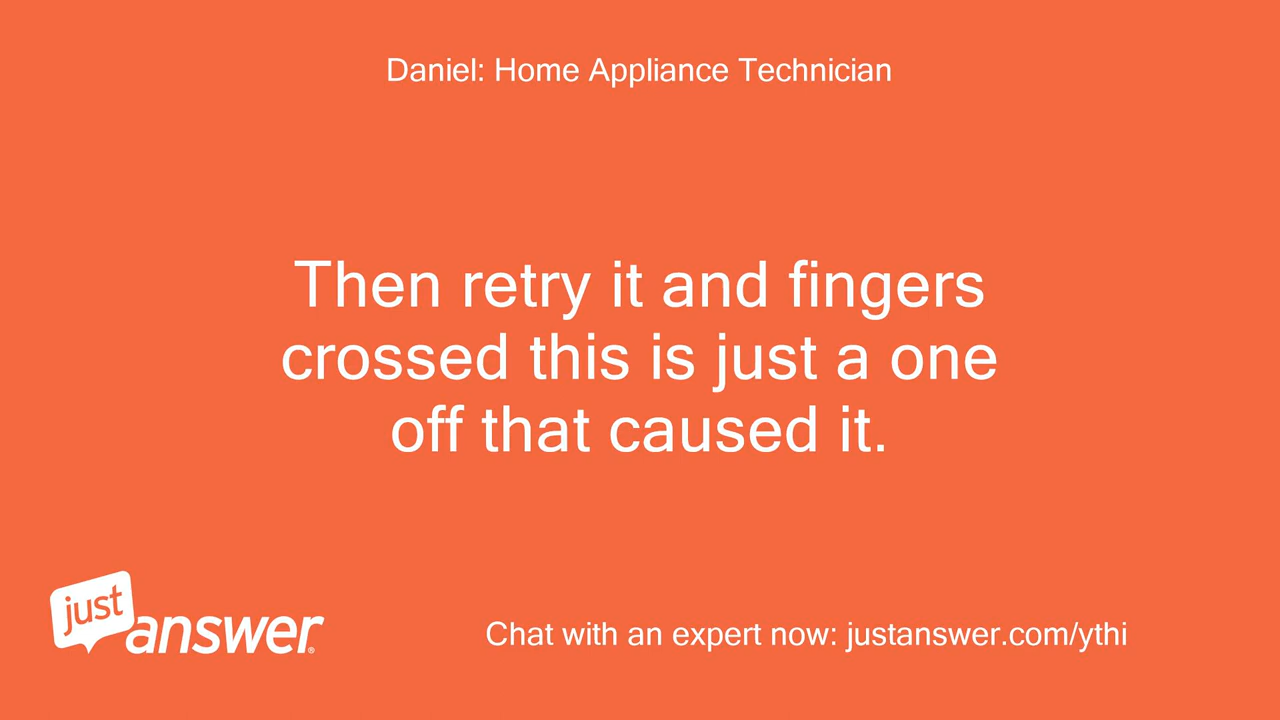 Daniel: Home Appliance Technician
Then retry it and fingers
crossed this is just a one
off that caused it.
just
answer®
Chat with an expert now: justanswer.com/ythi